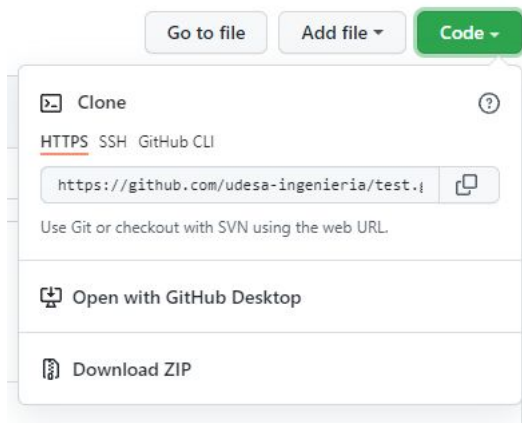 Go to file Add file Code
Clone
HTTPS SSH GitHub CLI
https://github.com/udesa-ingenieria/test.g
Use Git or checkout with SVN using the web URL.
Open with GitHub Desktop
Download ZIP